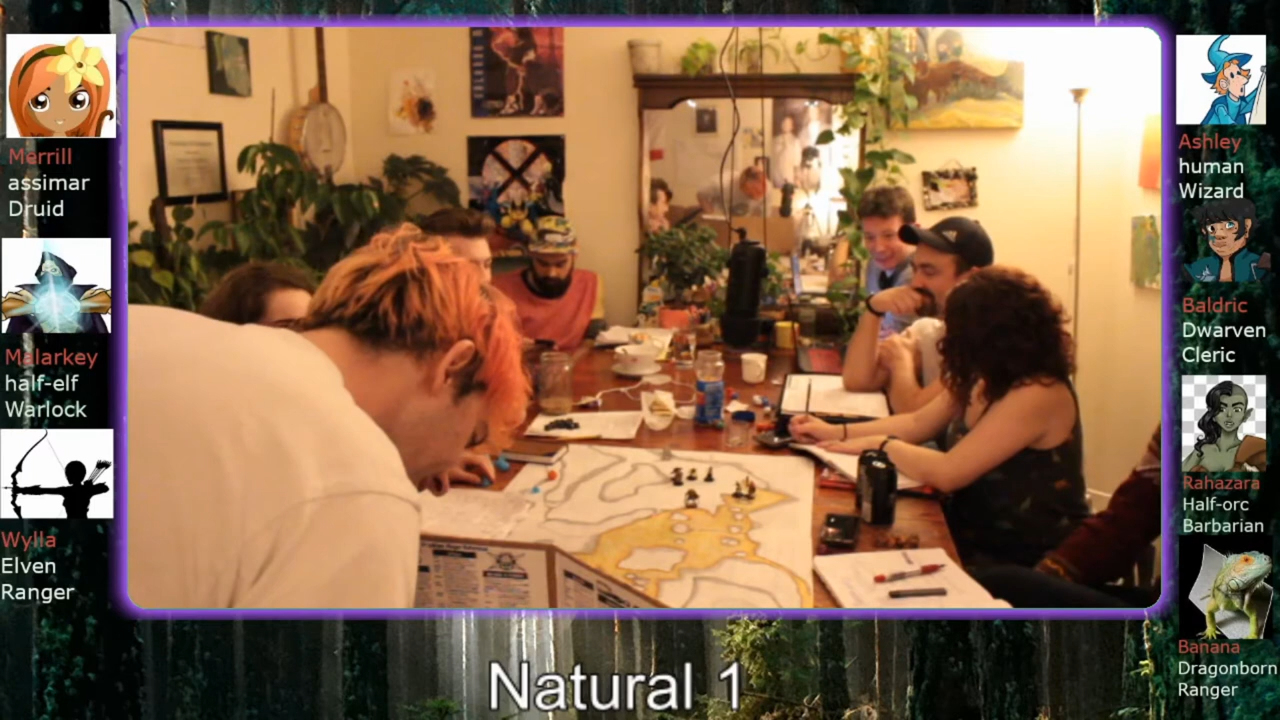 Merrill
assimar
Druid
Malarkey
half-elf
Warlock
Wylla
Elven
Ranger
Ashley
human
Wizard
Baldric
Dwarven
Cleric
Rahazara
Half-orc
Barbarian
Banana
Dragonborn
Ranger
Natural 1